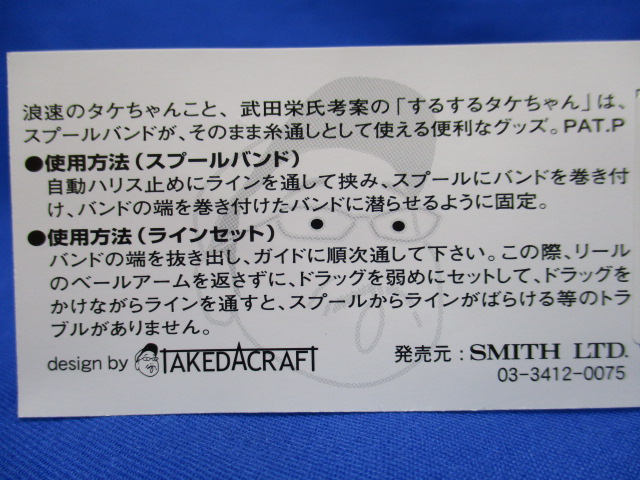 浪速のタケちゃんこと、武田栄氏考案の「するするタケちゃん」は、
スプールバンドが、そのまま糸通しとして使える便利なグッズ。PAT.P
●使用方法(スプールバンド)
自動ハリス止めにラインを通して挟み、スプールにバンドを巻き付
け、バンドの端を巻き付けたバンドに潜らせるように固定。
●使用方法(ラインセット)
バンドの端を抜き出し、ガイドに順次通して下さい。この際、リール
のベールアームを返さずに、ドラッグを弱めにセットして、ドラッグを
かけながらラインを通すと、スプールからラインがばらける等のトラ
ブルがありません。
design by TAKEDACRAFT 発売元:SMITH LTD.
03-3412-0075